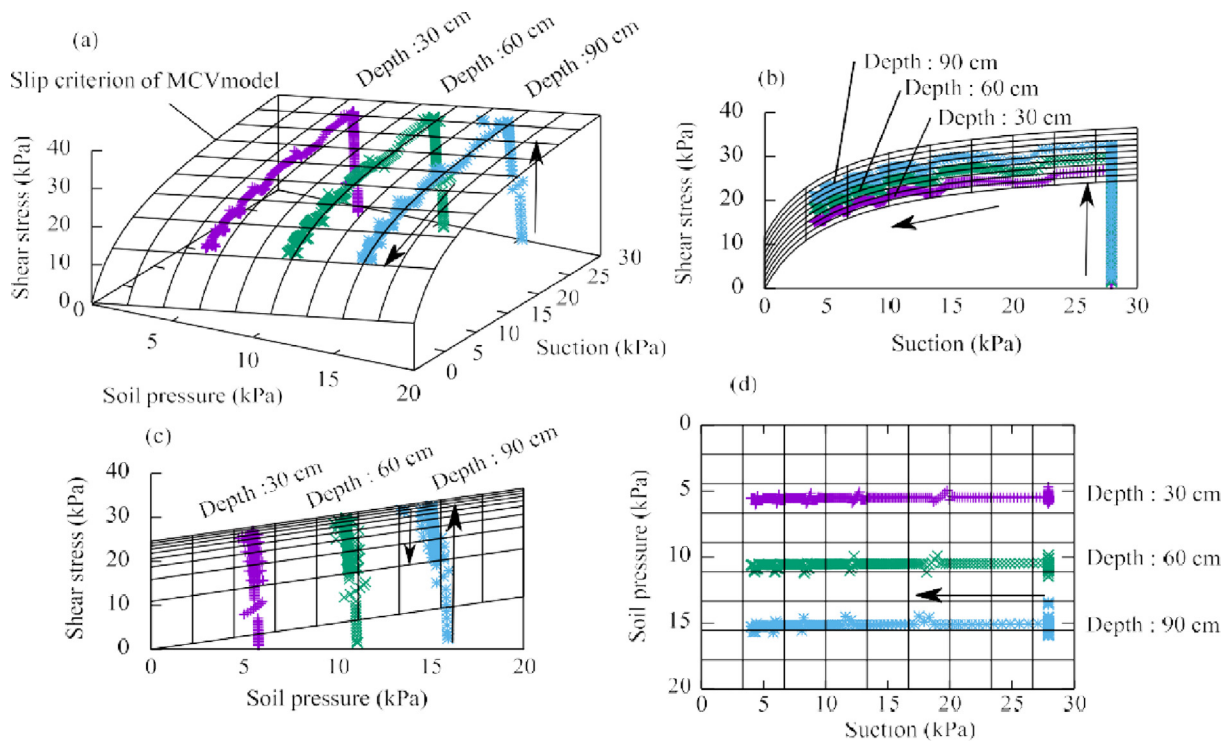 (a)
Depth :30 cm
Depth :60 cm
Depth :90 cm
Slip criterion of MCVmodel
Shear stress (kPa)
40
30
20
10
0
0
5
10
15
20
Soil pressure (kPa)
0
5
10
15
20
25
30
Suction (kPa)
(b)
Depth : 90 cm
Depth : 60 cm
Depth : 30 cm
Shear stress (kPa)
40
30
20
10
0
0
5
10
15
20
25
30
Suction (kPa)
(c)
Depth :30 cm
Depth : 60 cm
Depth : 90 cm
Shear stress (kPa)
40
30
20
10
0
0
5
10
15
20
Soil pressure (kPa)
(d)
Soil pressure (kPa)
0
5
10
15
20
Depth : 30 cm
Depth : 60 cm
Depth : 90 cm
0
5
10
15
20
25
30
Suction (kPa)